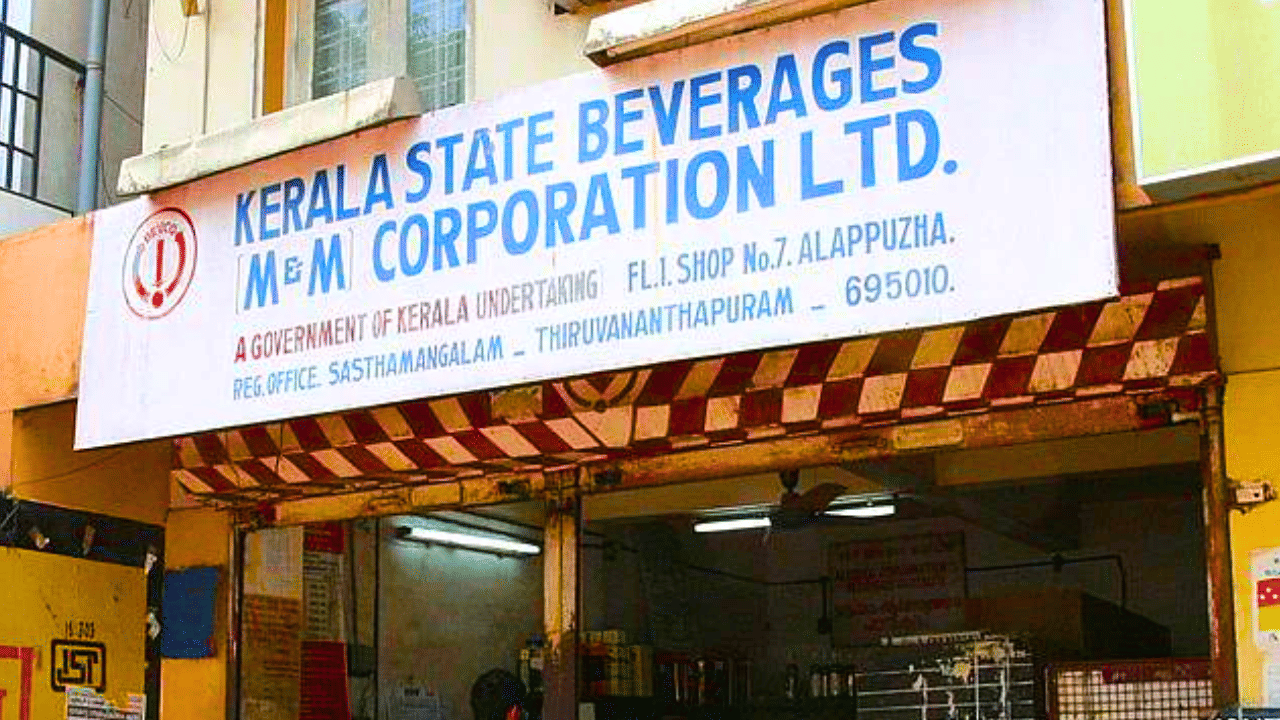 KERALA STATE BEVERAGES
[M & M] CORPORATION LTD.
A GOVERNMENT OF KERALA UNDERTAKING FL.1. SHOP No.7. ALAPPUZHA.
REG. OFFICE. SASTHAMANGALAM – THIRUVANANTHAPURAM – 695010.